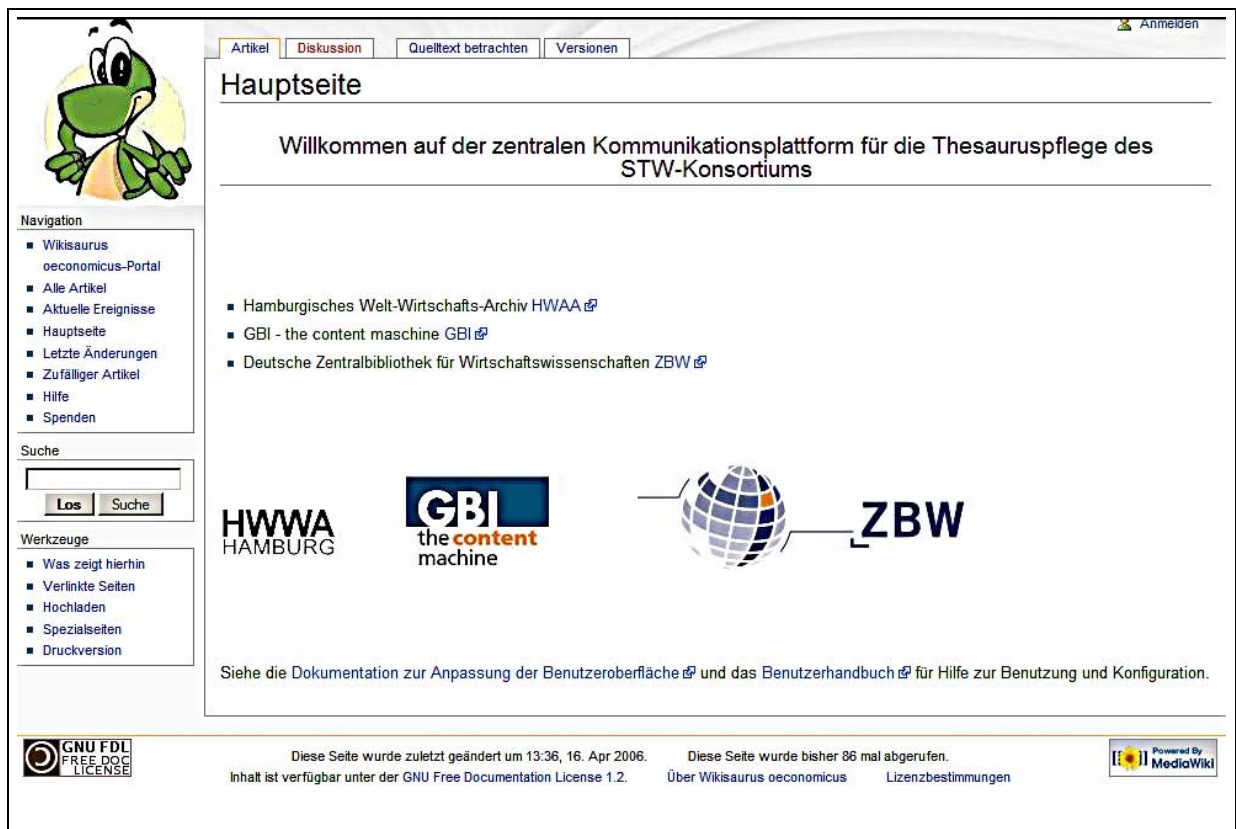 Anmelden
Artikel Diskussion Quelltext betrachten Versionen
Hauptseite
Willkommen auf der zentralen Kommunikationsplattform für die Thesauruspflege des
STW-Konsortiums
Navigation
Wikisaurus
oeconomicus-Portal
Alle Artikel
Aktuelle Ereignisse
Hauptseite
Letzte Änderungen
Zufälliger Artikel
Hilfe
Spenden
Suche
Los Suche
Werkzeuge
Was zeigt hierhin
Verlinkte Seiten
Hochladen
Spezialseiten
Druckversion
Hamburgisches Welt-Wirtschafts-Archiv HWAA
GBI - the content maschine GBI
Deutsche Zentralbibliothek für Wirtschaftswissenschaften ZBW
HWWA
HAMBURG
GBI
the content
machine
ZBW
Siehe die Dokumentation zur Anpassung der Benutzeroberfläche und das Benutzerhandbuch für Hilfe zur Benutzung und Konfiguration.
GNU FDL
FREE DOC
LICENSE
Diese Seite wurde zuletzt geändert um 13:36, 16. Apr 2006. Diese Seite wurde bisher 86 mal abgerufen.
Inhalt ist verfügbar unter der GNU Free Documentation License 1.2. Über Wikisaurus oeconomicus Lizenzbestimmungen
Powered By
MediaWiki